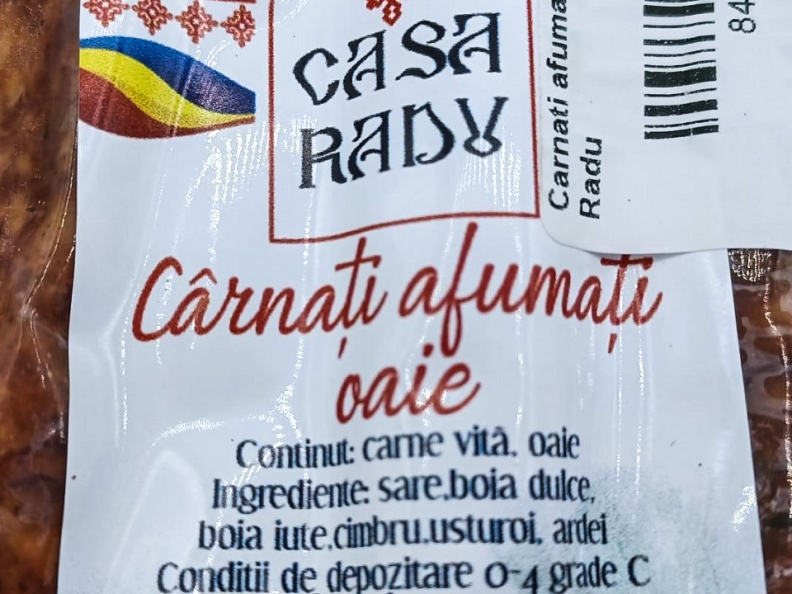 CASA
RADU
Carnati afuma
Radu
84
Cârnați afumați
oaie
Continut: carne vită, oaie
Ingrediente: sare,boia dulce,
boia iute,cimbru,usturoi, ardei
Conditii de depozitare 0-4 grade C